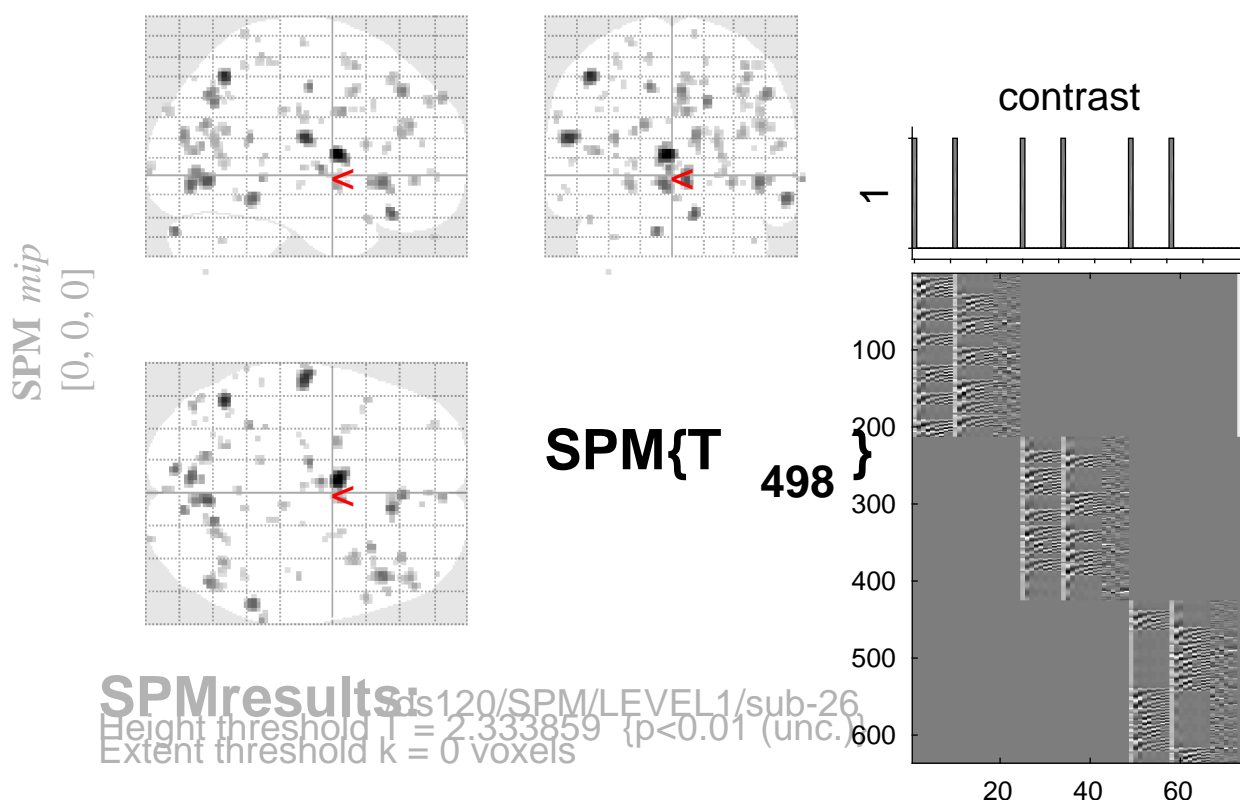 SPM mip
[0, 0, 0]
<
<
<
SPM{T 498 }
SPMresults: /ds120/SPM/LEVEL1/sub-26
Height threshold T = 2.333859 {p<0.01 (unc.)}
Extent threshold k = 0 voxels
contrast
1
100
200
300
400
500
600
20 40 60